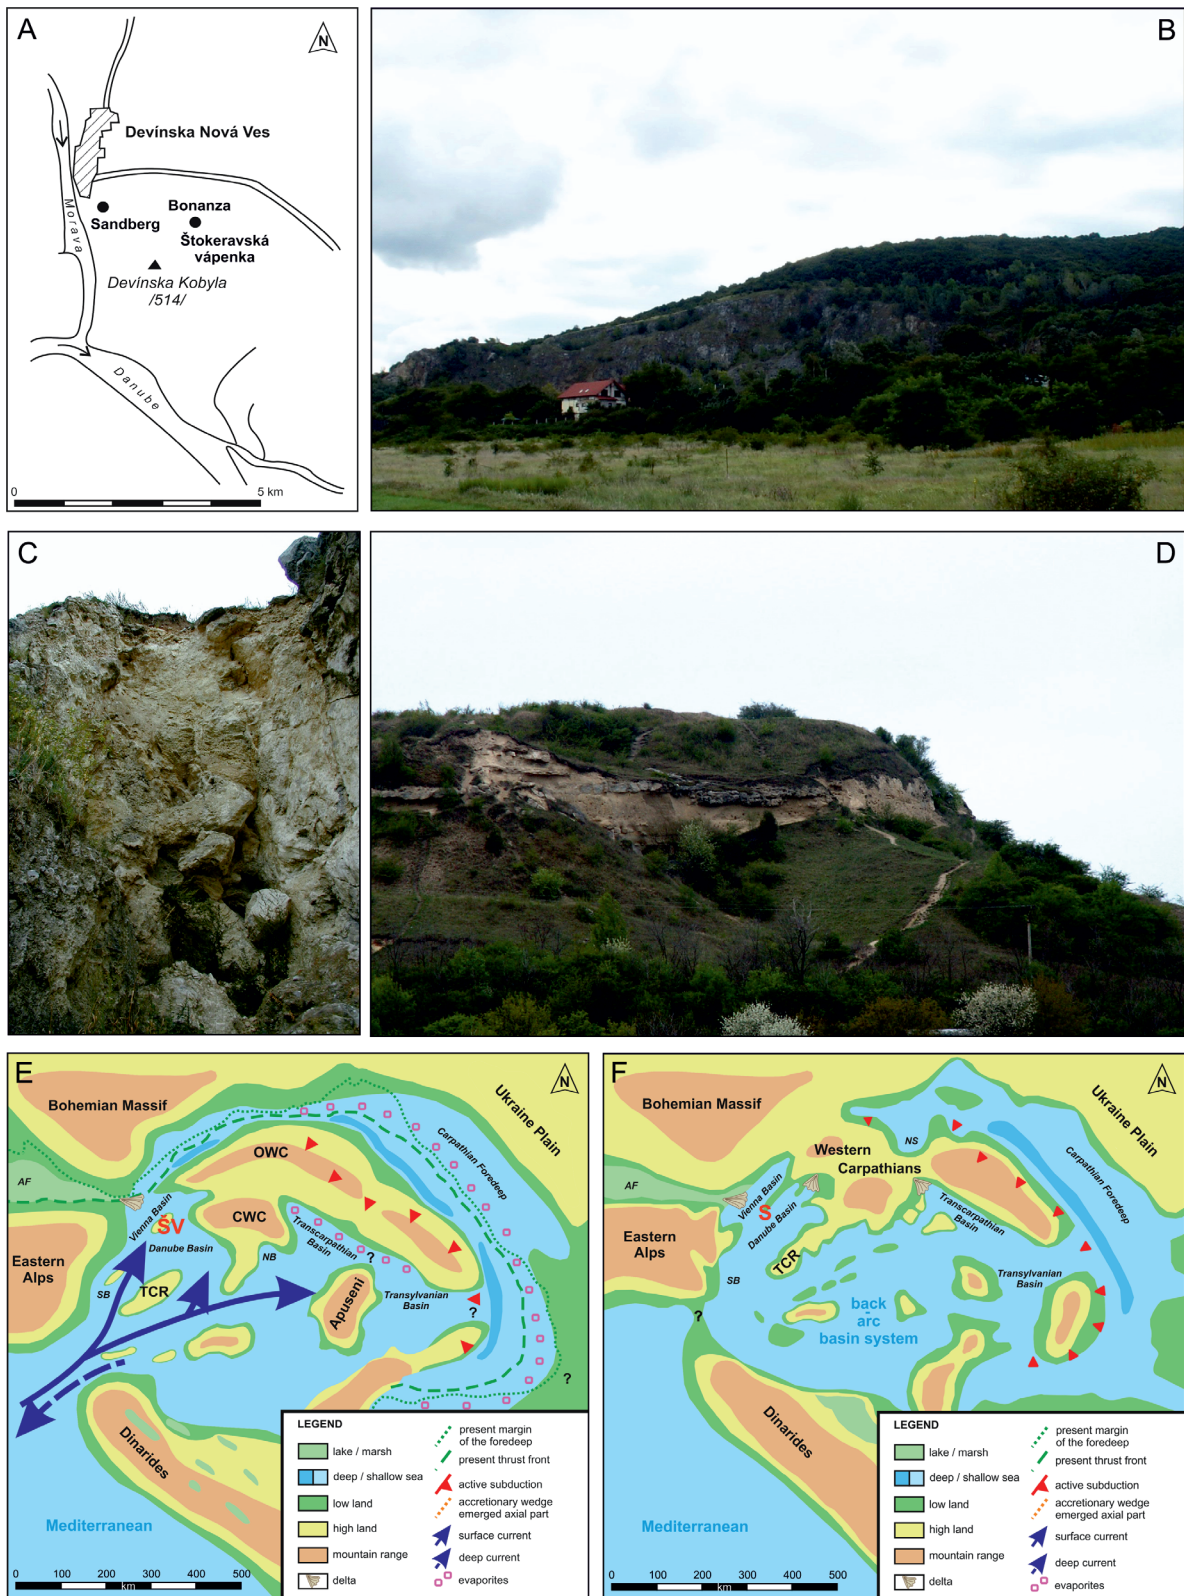 A
N
Devínska Nová Ves
Morava
Sandberg
Bonanza
Štokeravská
vápenka
Devínska Kobyla
/514/
Danube
0
5 km
B
C
D
E
N
Bohemian Massif
Ukraine Plain
OWC
Carpathian Foredeep
AF
Vienna Basin
ŠV
CWC
Danube Basin
Transcarpathian
Basin
?
NB
Eastern
Alps
SB
TCR
Apuseni
Transylvanian
Basin
?
?
Dinarides
Mediterranean
LEGEND
lake / marsh
deep / shallow sea
low land
high land
mountain range
delta
present margin
of the foredeep
present thrust front
active subduction
accretionary wedge
emerged axial part
surface current
deep current
evaporites
0 100 200 300 400 500
km
F
N
Bohemian Massif
Ukraine Plain
NS
Western
Carpathians
Carpathian Foredeep
AF
Vienna Basin
S
Danube Basin
Transcarpathian
Basin
Eastern
Alps
TCR
SB
Transylvanian
Basin
?
back
-
arc
basin system
Dinarides
Mediterranean
LEGEND
lake / marsh
deep / shallow sea
low land
high land
mountain range
delta
present margin
of the foredeep
present thrust front
active subduction
accretionary wedge
emerged axial part
surface current
deep current
evaporites
0 100 200 300 400 500
km